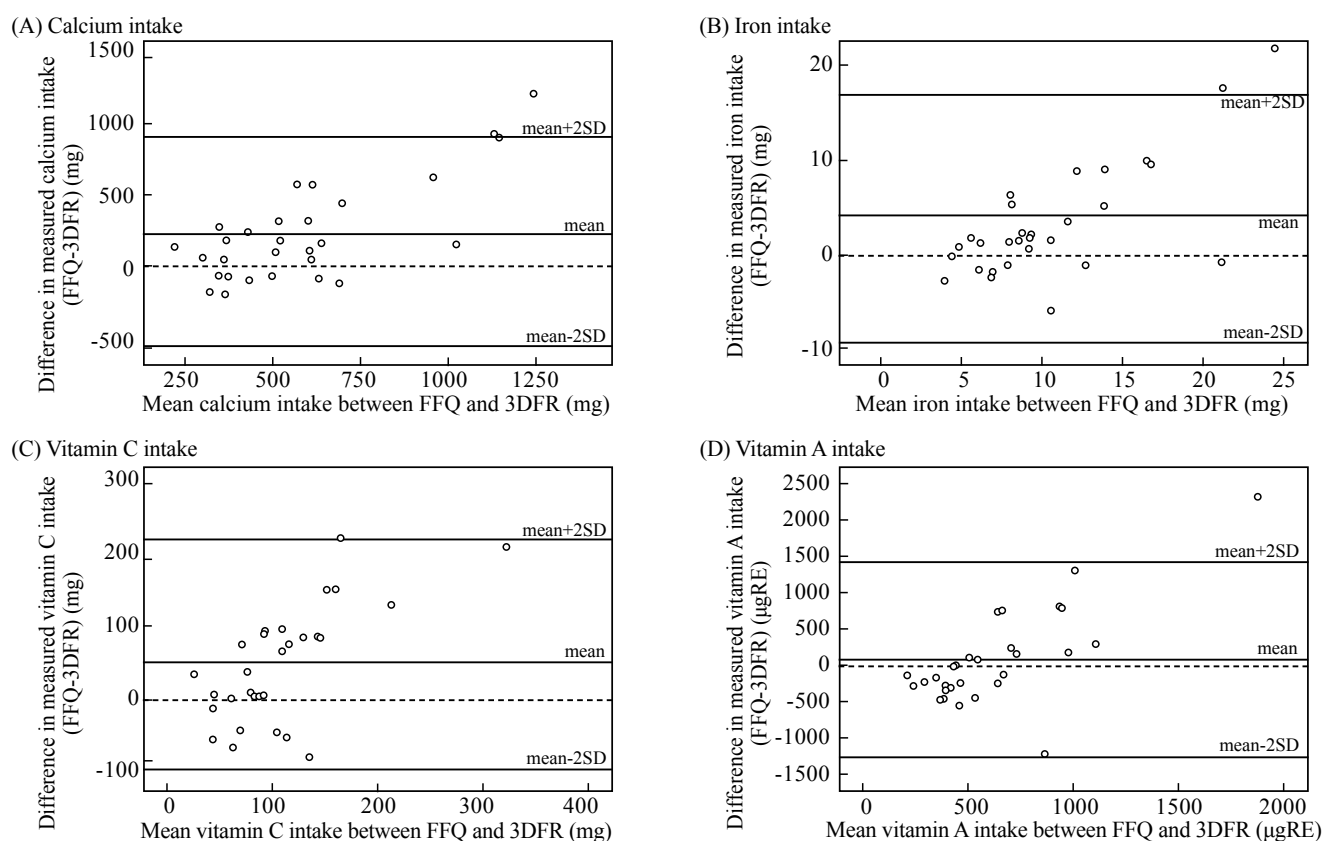 (A) Calcium intake
Difference in measured calcium intake
(FFQ-3DFR) (mg)
1500
1000
500
0
-500
mean+2SD
mean
mean-2SD
250 500 750 1000 1250
Mean calcium intake between FFQ and 3DFR (mg)
(B) Iron intake
Difference in measured iron intake
(FFQ-3DFR) (mg)
20
10
0
-10
mean+2SD
mean
mean-2SD
0 5 10 15 20 25
Mean iron intake between FFQ and 3DFR (mg)
(C) Vitamin C intake
Difference in measured vitamin C intake
(FFQ-3DFR) (mg)
300
200
100
0
-100
mean+2SD
mean
mean-2SD
0 100 200 300 400
Mean vitamin C intake between FFQ and 3DFR (mg)
(D) Vitamin A intake
Difference in measured vitamin A intake
(FFQ-3DFR) (µgRE)
2500
2000
1500
1000
500
0
-500
-1000
-1500
mean+2SD
mean
mean-2SD
0 500 1000 1500 2000
Mean vitamin A intake between FFQ and 3DFR (µgRE)